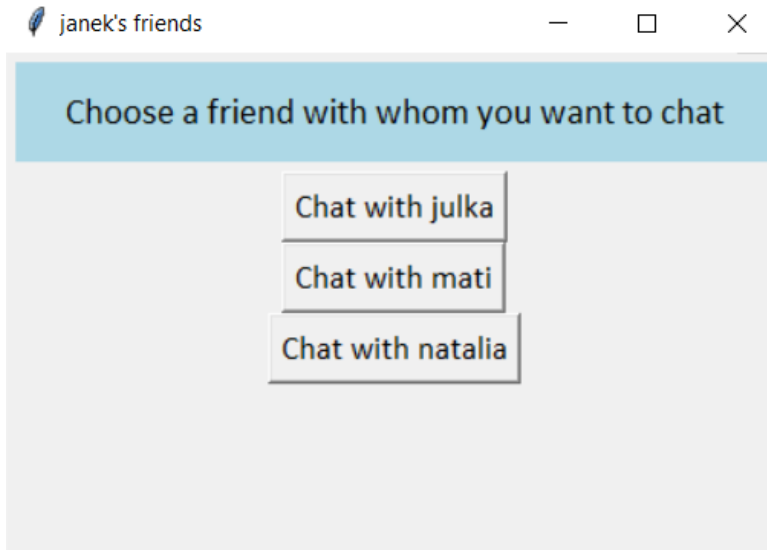 janek's friends
Choose a friend with whom you want to chat
Chat with julka
Chat with mati
Chat with natalia